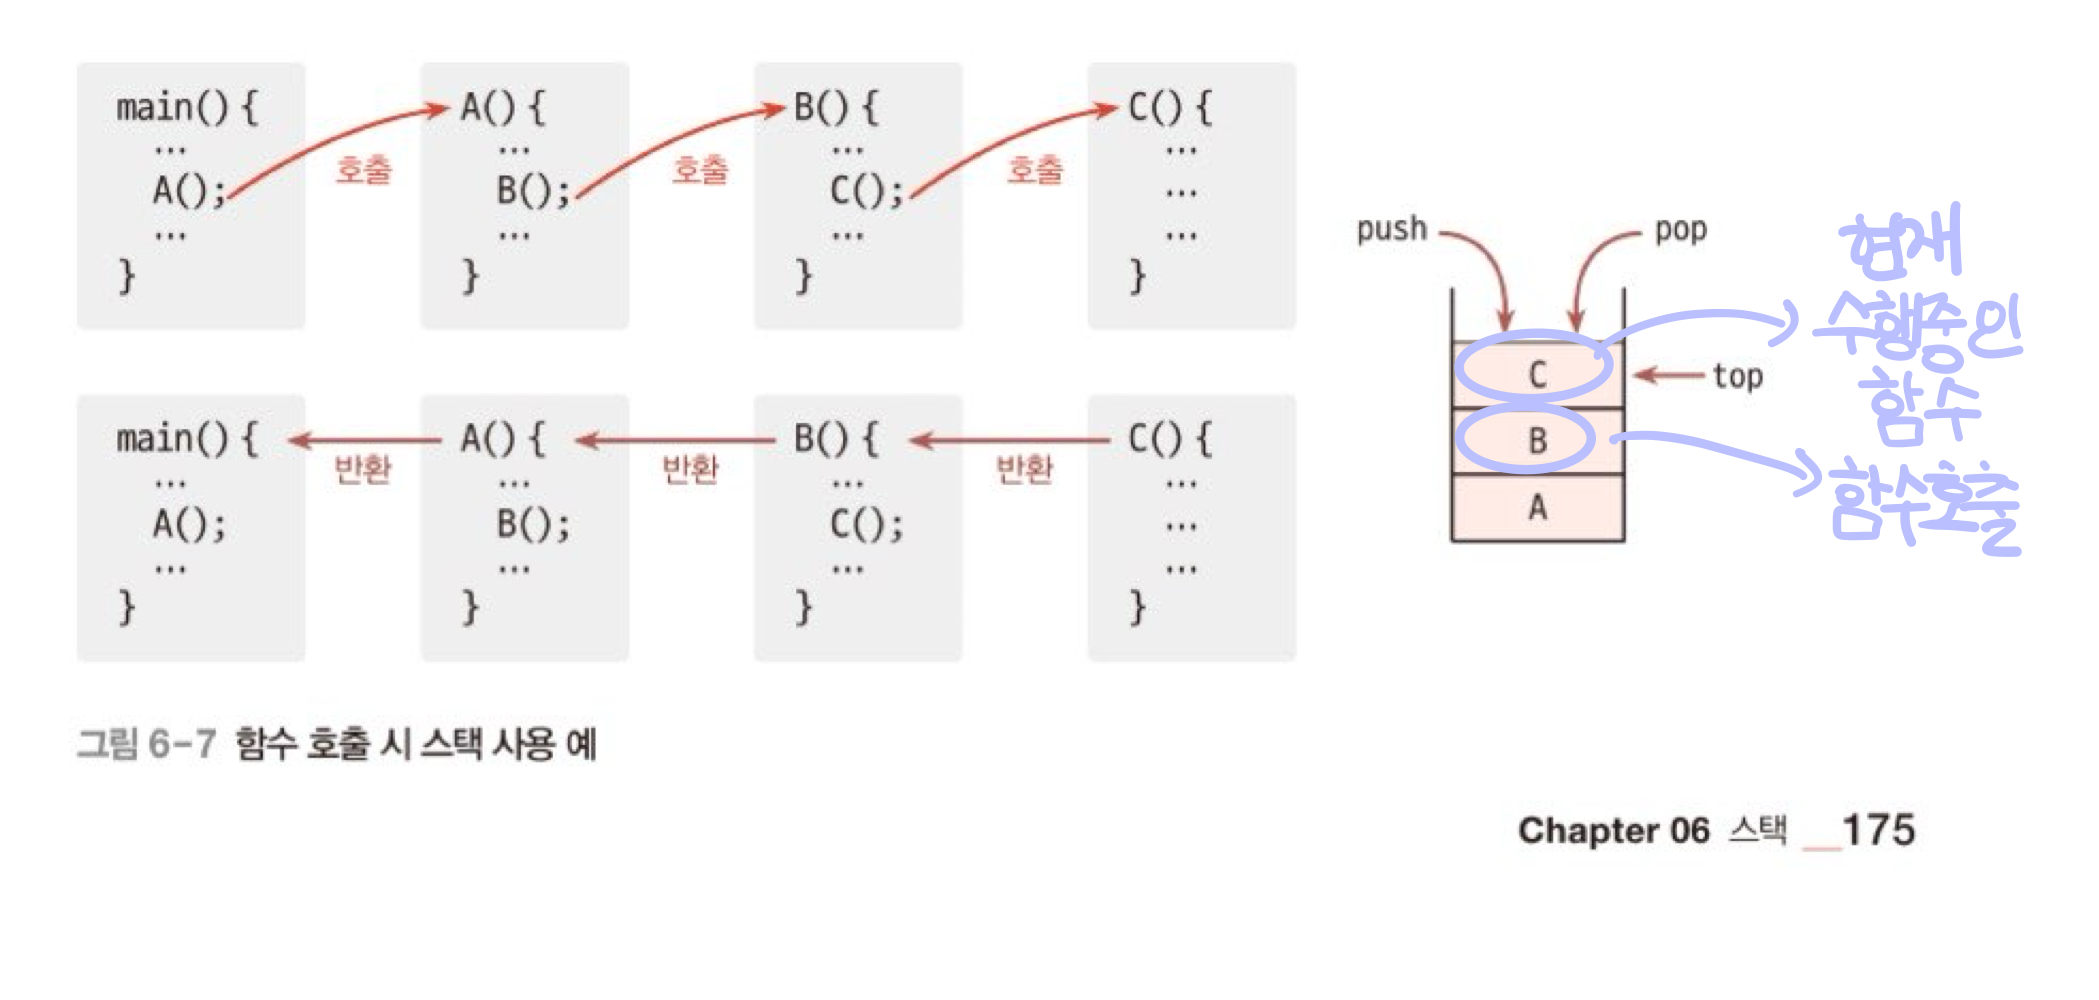 main() {
...
A();
...
}
호출
A() {
...
B();
...
}
호출
B() {
...
C();
...
}
호출
C() {
...
...
...
}
main() {
...
A();
...
}
반환
A() {
...
B();
...
}
반환
B() {
...
C();
...
}
반환
C() {
...
...
...
}
push
pop
C
B
A
top
현재
수행중인
함수
함수호출
그림 6-7 함수 호출 시 스택 사용 예
Chapter 06 스택 __175